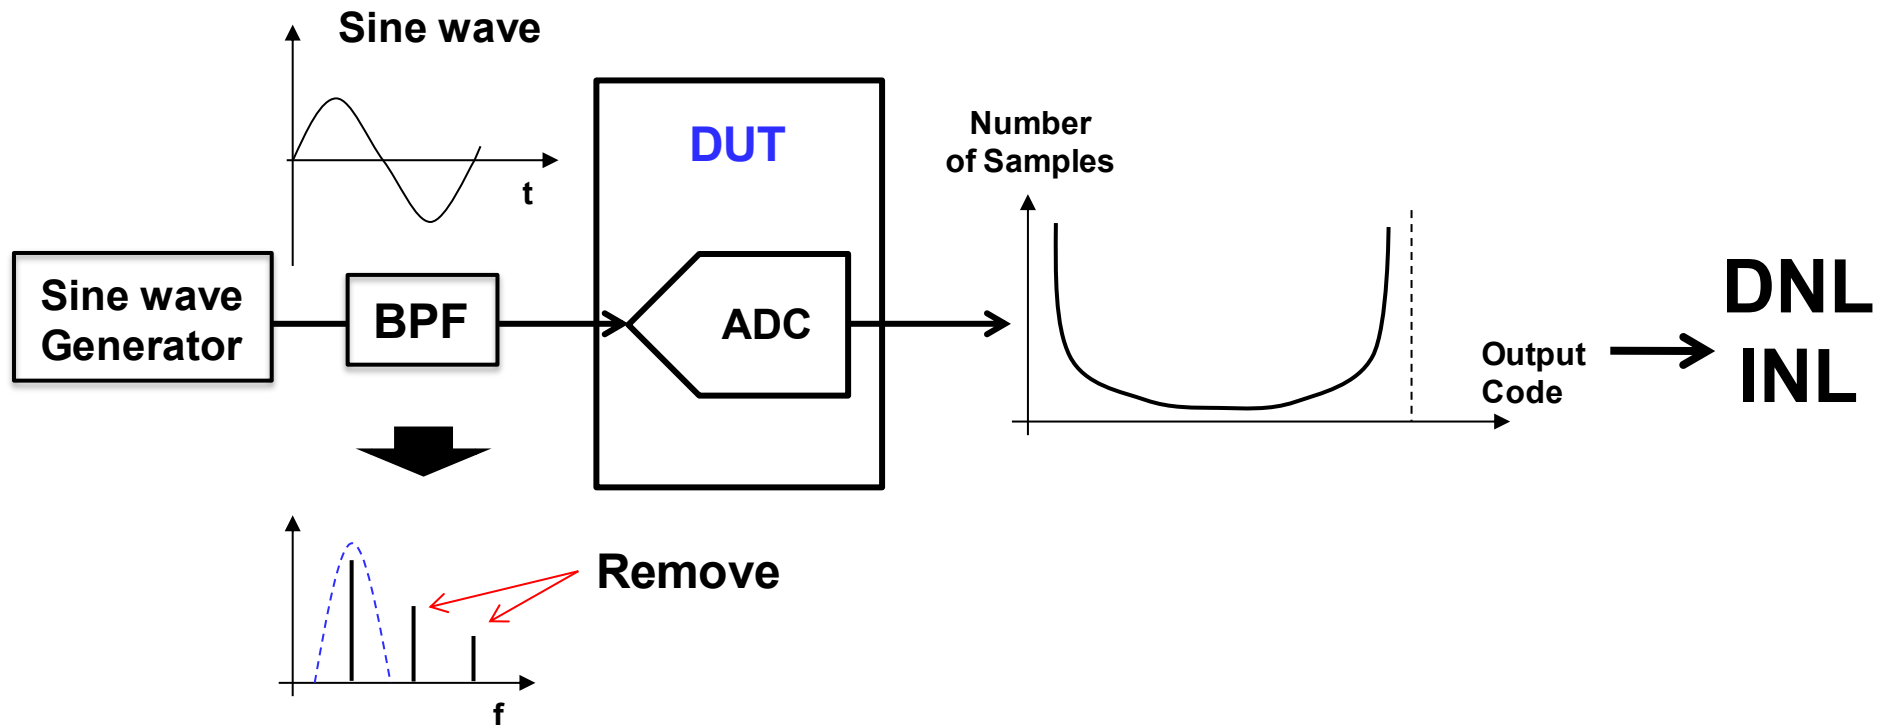 Sine wave
t
Sine wave
Generator
BPF
DUT
ADC
Number
of Samples
Output
Code
DNL
INL
Remove
f